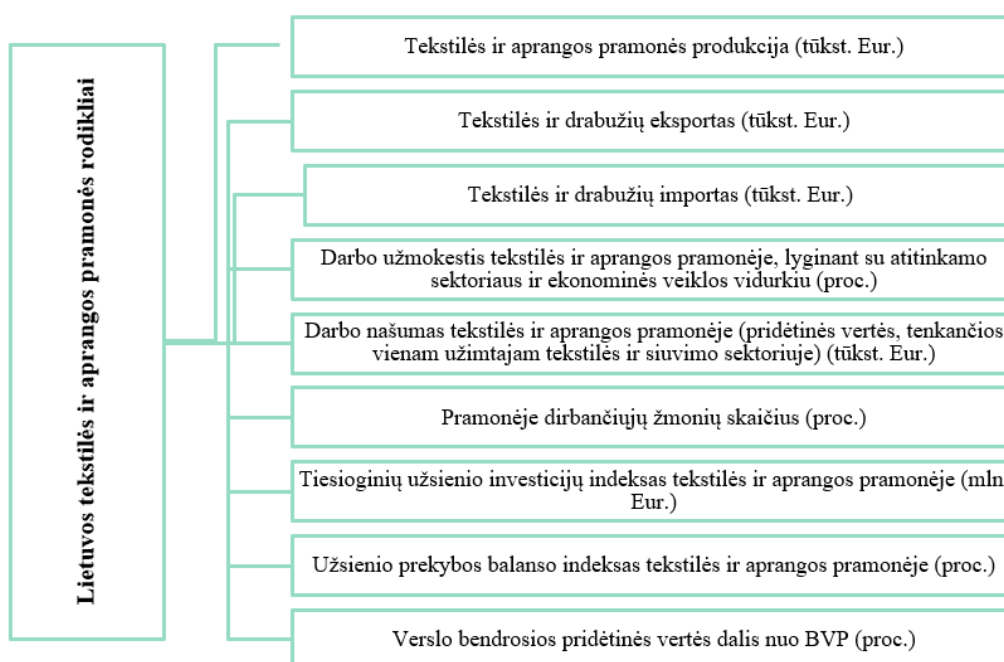 Lietuvos tekstilės ir aprangos pramonės rodikliai
Tekstilės ir aprangos pramonės produkcija (tūkst. Eur.)
Tekstilės ir drabužių eksportas (tūkst. Eur.)
Tekstilės ir drabužių importas (tūkst. Eur.)
Darbo užmokestis tekstilės ir aprangos pramonėje, lyginant su atitinkamo
sektoriaus ir ekonominės veiklos vidurkiu (proc.)
Darbo našumas tekstilės ir aprangos pramonėje (pridėtinės vertės, tenkančios
vienam užimtajam tekstilės ir siuvimo sektoriuje) (tūkst. Eur.)
Pramonėje dirbančiųjų žmonių skaičius (proc.)
Tiesioginių užsienio investicijų indeksas tekstilės ir aprangos pramonėje (mln
Eur.)
Užsienio prekybos balanso indeksas tekstilės ir aprangos pramonėje (proc.)
Verslo bendrosios pridėtinės vertės dalis nuo BVP (proc.)